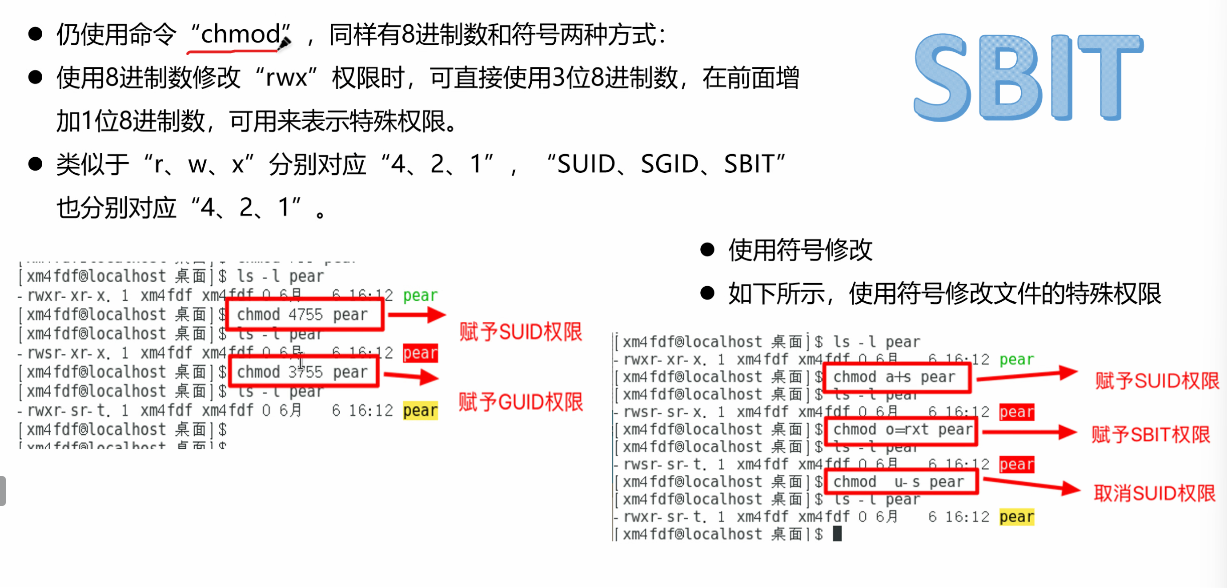 仍使用命令“chmod”，同样有8进制数和符号两种方式：
SBIT
使用8进制数修改“rwx”权限时，可直接使用3位8进制数，在前面增
加1位8进制数，可用来表示特殊权限。
类似于“r、w、x”分别对应“4、2、1”，“SUID、SGID、SBIT”
也分别对应“4、2、1”。
[xm4fdf@localhost 桌面]$ ls -l pear
-rwxr-xr-x. 1 xm4fdf xm4fdf 0 6月 6 16:12 pear
[xm4fdf@localhost 桌面]$ chmod 4755 pear
赋予SUID权限
[xm4fdf@localhost 桌面]$ ls -l pear
-rwsr-xr-x. 1 xm4fdf xm4fdf 0 6月 6 16:12 pear
[xm4fdf@localhost 桌面]$ chmod 3755 pear
赋予GUID权限
[xm4fdf@localhost 桌面]$ ls -l pear
-rwxr-sr-t. 1 xm4fdf xm4fdf 0 6月 6 16:12 pear
[xm4fdf@localhost 桌面]$
[xm4fdf@localhost 桌面]$
使用符号修改
如下所示，使用符号修改文件的特殊权限
[xm4fdf@localhost 桌面]$ ls -l pear
-rwxr-xr-x. 1 xm4fdf xm4fdf 0 6月 6 16:12 pear
[xm4fdf@localhost 桌面]$ chmod a+s pear
赋予SUID权限
[xm4fdf@localhost 桌面]$ ls -l pear
-rwsr-sr-x. 1 xm4fdf xm4fdf 0 6月 6 16:12 pear
[xm4fdf@localhost 桌面]$ chmod o=rxt pear
赋予SBIT权限
[xm4fdf@localhost 桌面]$ ls -l pear
-rwsr-sr-t. 1 xm4fdf xm4fdf 0 6月 6 16:12 pear
[xm4fdf@localhost 桌面]$ chmod u-s pear
取消SUID权限
[xm4fdf@localhost 桌面]$ ls -l pear
-rwxr-sr-t. 1 xm4fdf xm4fdf 0 6月 6 16:12 pear
[xm4fdf@localhost 桌面]$